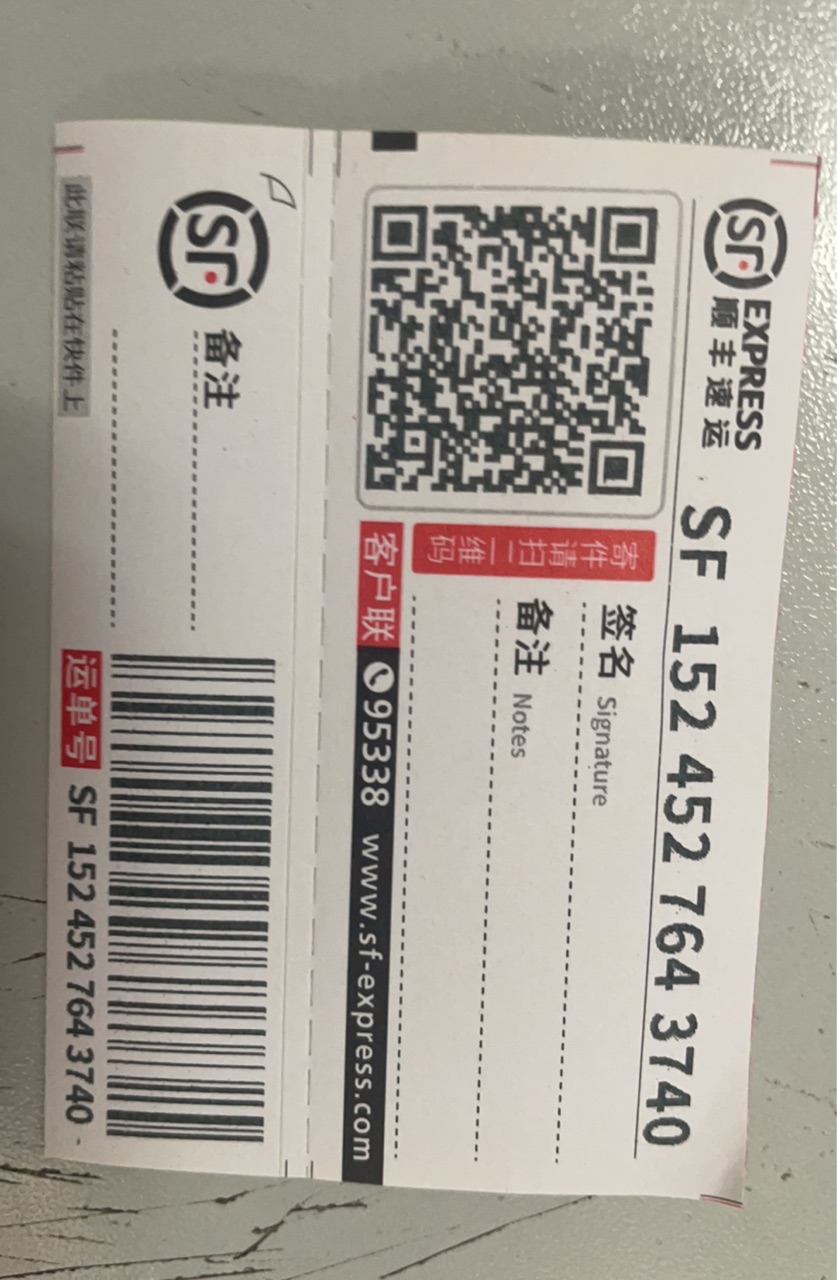 SF EXPRESS
顺丰速运
SF 152 452 764 3740
签名 Signature
备注 Notes
寄件请扫二维码
客户联 95338 www.sf-express.com
SF
备注
此联请粘贴在快件上
运单号 SF 152 452 764 3740